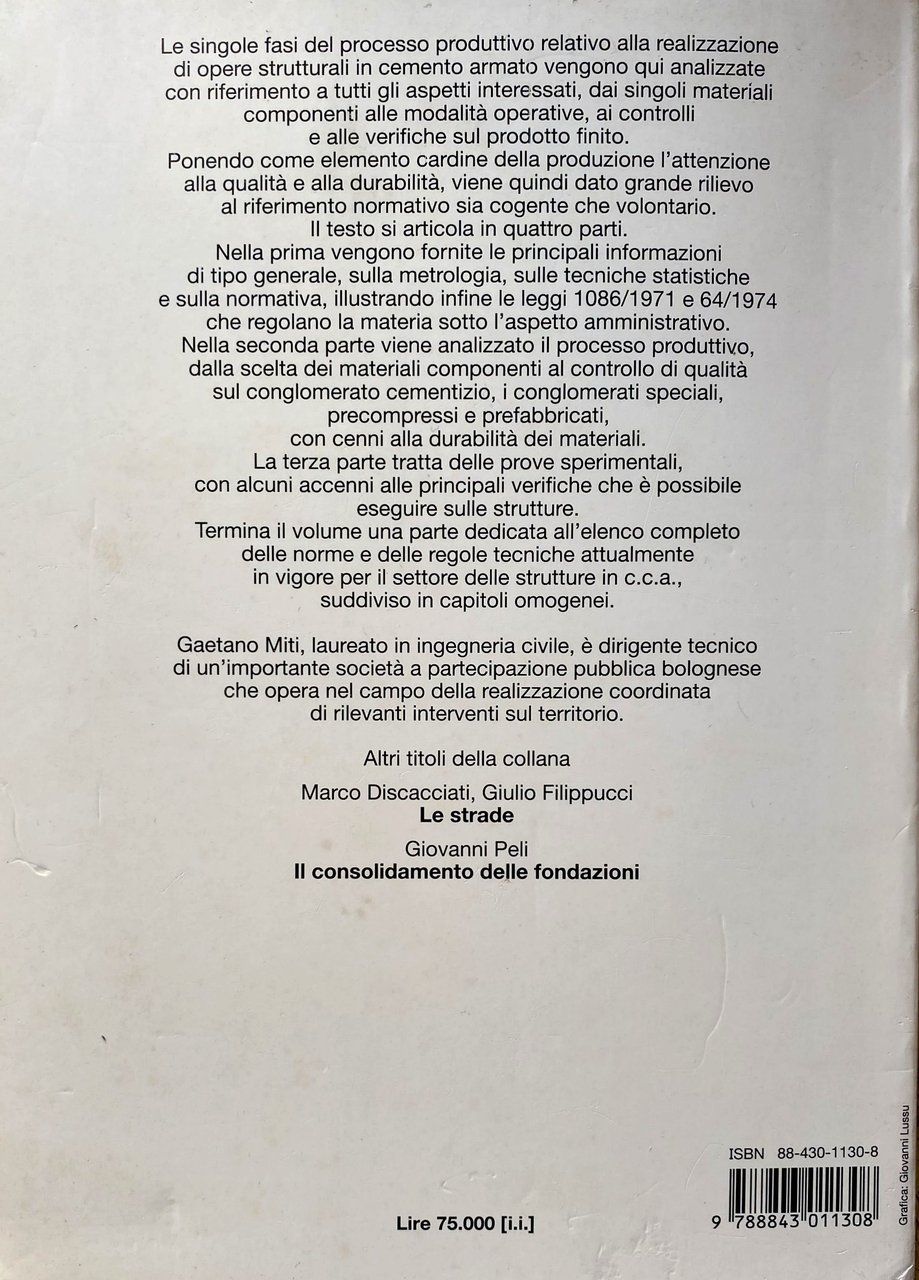 Le singole fasi del processo produttivo relativo alla realizzazione
di opere strutturali in cemento armato vengono qui analizzate
con riferimento a tutti gli aspetti interessati, dai singoli materiali
componenti alle modalità operative, ai controlli
e alle verifiche sul prodotto finito.
Ponendo come elemento cardine della produzione l'attenzione
alla qualità e alla durabilità, viene quindi dato grande rilievo
al riferimento normativo sia cogente che volontario.
Il testo si articola in quattro parti.
Nella prima vengono fornite le principali informazioni
di tipo generale, sulla metrologia, sulle tecniche statistiche
e sulla normativa, illustrando infine le leggi 1086/1971 e 64/1974
che regolano la materia sotto l'aspetto amministrativo.
Nella seconda parte viene analizzato il processo produttivo,
dalla scelta dei materiali componenti al controllo di qualità
sul conglomerato cementizio, i conglomerati speciali,
precompressi e prefabbricati,
con cenni alla durabilità dei materiali.
La terza parte tratta delle prove sperimentali,
con alcuni accenni alle principali verifiche che è possibile
eseguire sulle strutture.
Termina il volume una parte dedicata all'elenco completo
delle norme e delle regole tecniche attualmente
in vigore per il settore delle strutture in c.c.a.,
suddiviso in capitoli omogenei.
Gaetano Miti, laureato in ingegneria civile, è dirigente tecnico
di un'importante società a partecipazione pubblica bolognese
che opera nel campo della realizzazione coordinata
di rilevanti interventi sul territorio.
Altri titoli della collana
Marco Discacciati, Giulio Filippucci
Le strade
Giovanni Peli
Il consolidamento delle fondazioni
Grafica: Giovanni Lussu
ISBN 88-430-1130-8
9 788843 011308
Lire 75.000 [i.i.]